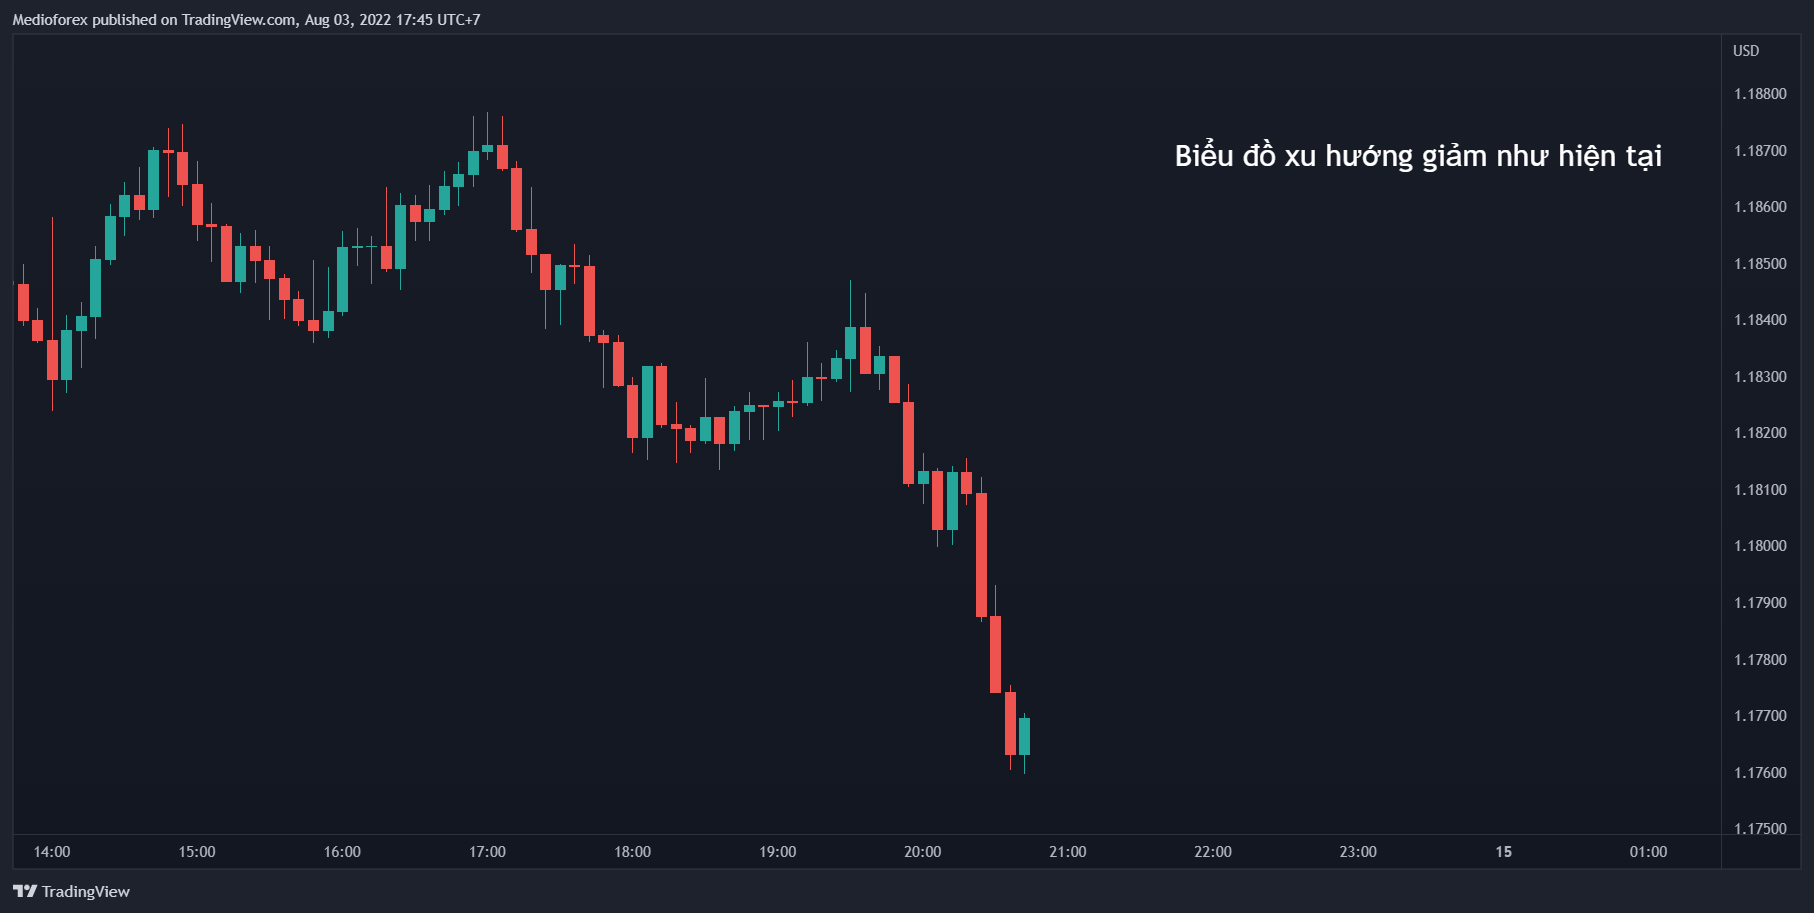 Medioforex published on TradingView.com, Aug 03, 2022 17:45 UTC+7
USD
1.18800
Biểu đồ xu hướng giảm như hiện tại
1.18700
1.18600
1.18500
1.18400
1.18300
1.18200
1.18100
1.18000
1.17900
1.17800
1.17700
1.17600
1.17500
14:00 15:00 16:00 17:00 18:00 19:00 20:00 21:00 22:00 23:00 15 01:00
TradingView